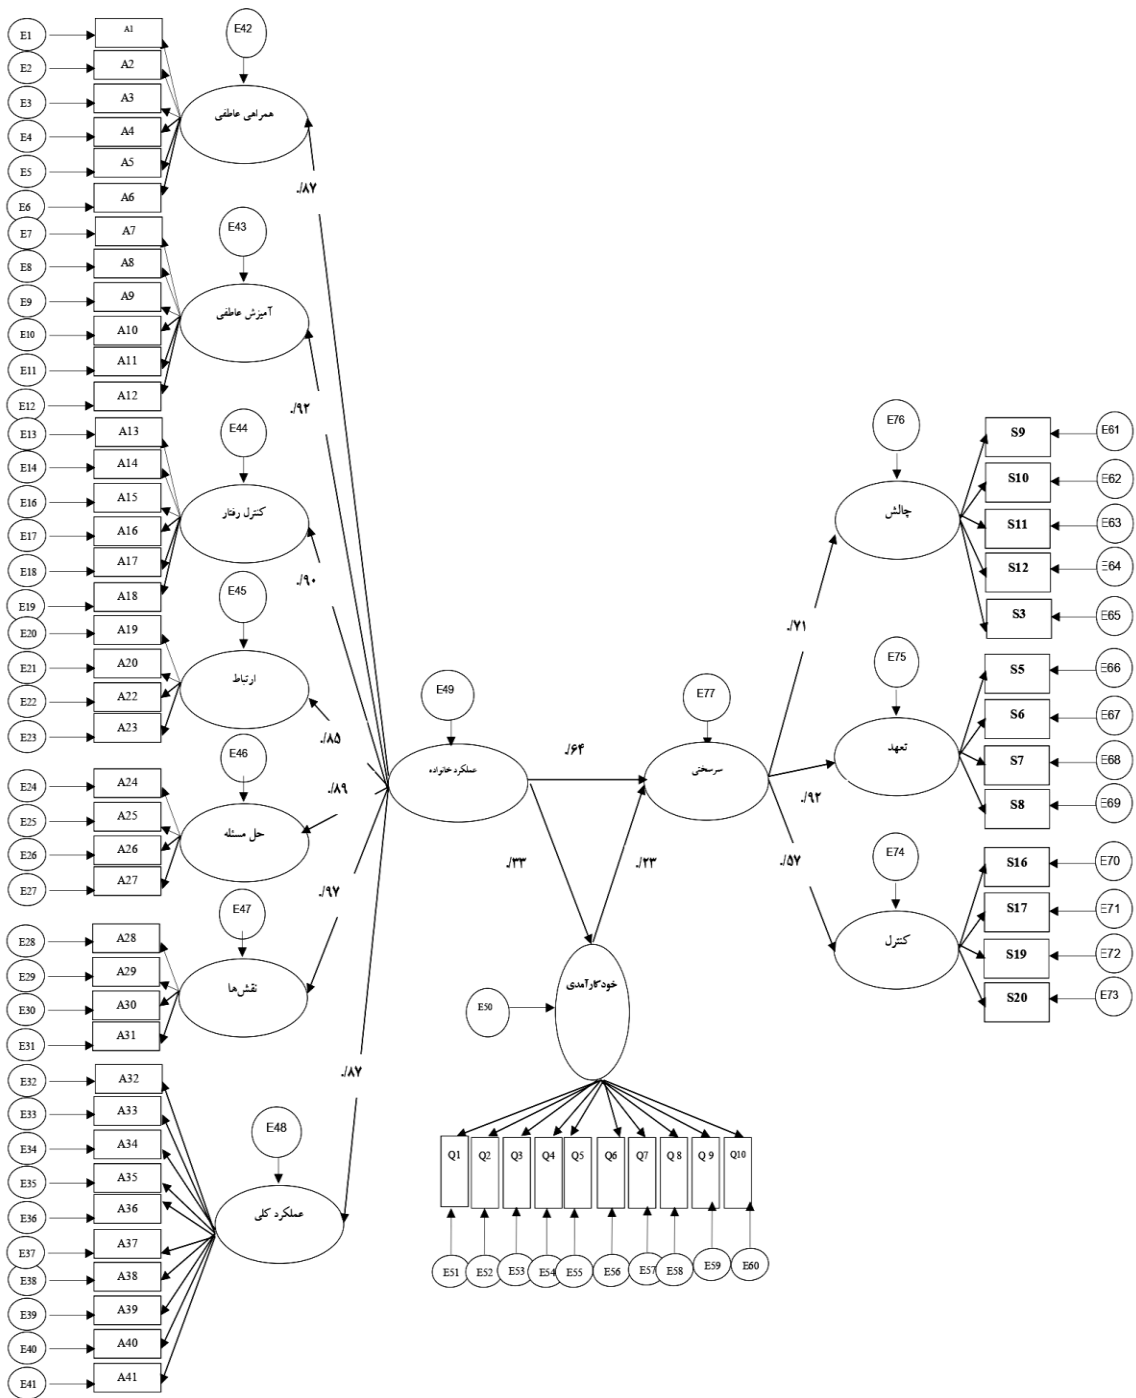 E1
A1
E42
E2
A2
E3
A3
همراهی عاطفی
E4
A4
E5
A5
E6
A6
./۸۷
E7
A7
E43
E8
A8
E9
A9
آمیزش عاطفی
E10
A10
E11
A11
E12
A12
./۹۲
E13
A13
E44
E14
A14
E16
A15
کنترل رفتار
E17
A16
E18
A17
E19
A18
./۹۰
E20
A19
E45
E21
A20
ارتباط
E22
A22
E23
A23
./۸۵
E24
A24
E46
E25
A25
حل مسئله
E26
A26
E27
A27
./۸۹
E28
A28
E47
E29
A29
نقش‌ها
E30
A30
E31
A31
./۹۷
E32
A32
E33
A33
E34
A34
E48
E35
A35
E36
A36
عملکرد کلی
E37
A37
E38
A38
E39
A39
E40
A40
E41
A41
./۸۷
E49
عملکرد خانواده
./۶۴
E77
سرسختی
./۳۳
./۲۳
E50
خودکارآمدی
Q1 Q2 Q3 Q4 Q5 Q6 Q7 Q 8 Q 9 Q10
E51 E52 E53 E54 E55 E56 E57 E58 E59 E60
./۷۱
E76
چالش
S9
E61
S10
E62
S11
E63
S12
E64
S3
E65
./۹۲
E75
تعهد
S5
E66
S6
E67
S7
E68
S8
E69
./۵۷
E74
کنترل
S16
E70
S17
E71
S19
E72
S20
E73